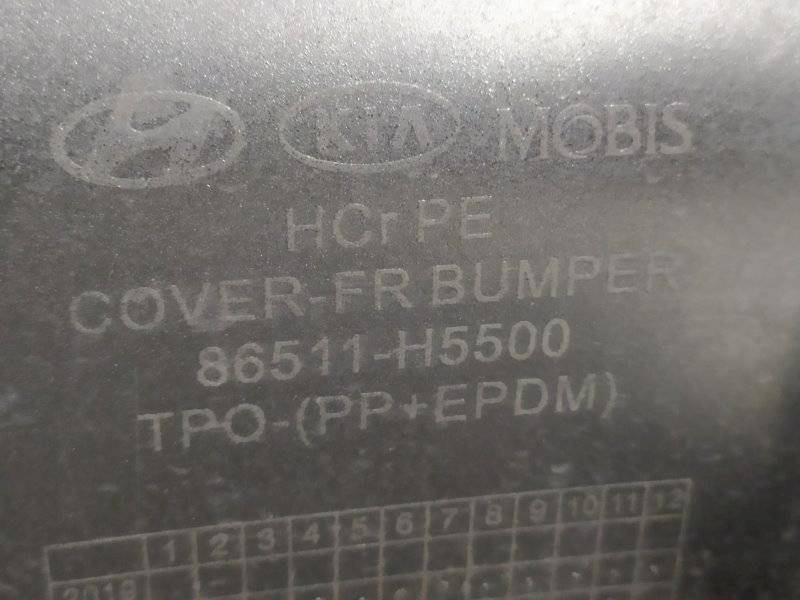 KIA MOBIS
HCr PE
COVER-FR BUMPER
86511-H5500
TPO-(PP+EPDM)
1 2 3 4 5 6 7 8 9 10 11 12